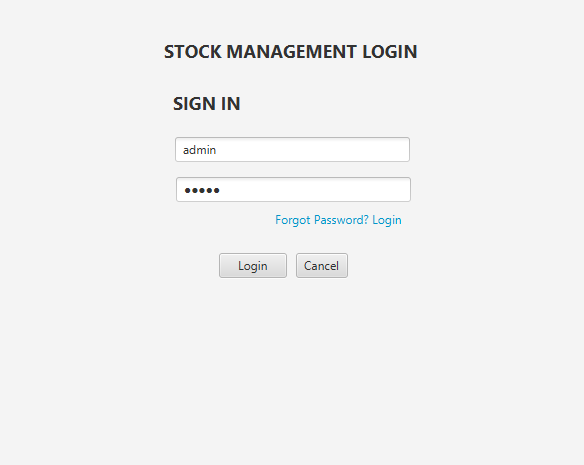 STOCK MANAGEMENT LOGIN
SIGN IN
admin
●●●●●
Forgot Password? Login
Login Cancel